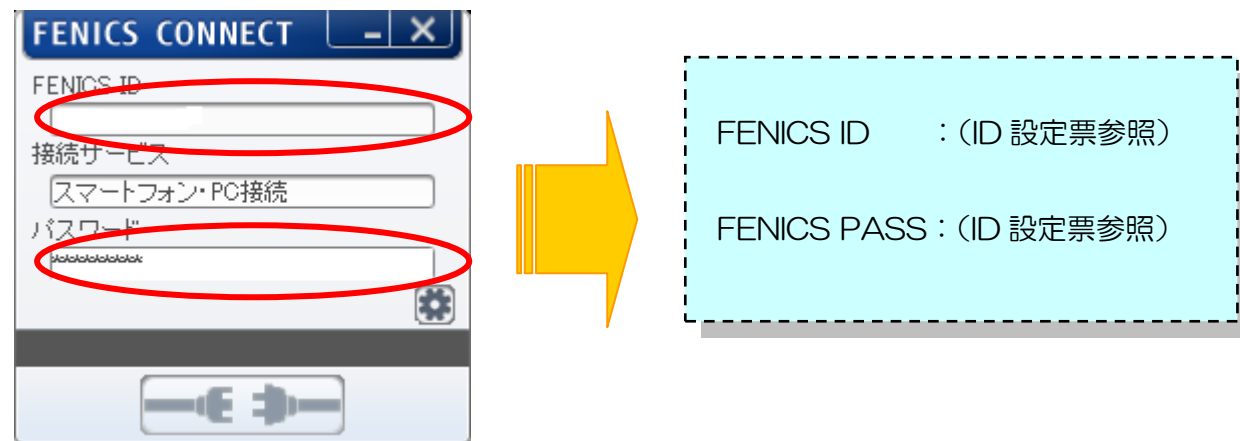 FENICS CONNECT
FENICS ID
接続サービス
スマートフォン・PC接続
パスワード
**********
FENICS ID :(ID 設定票参照)
FENICS PASS:(ID 設定票参照)